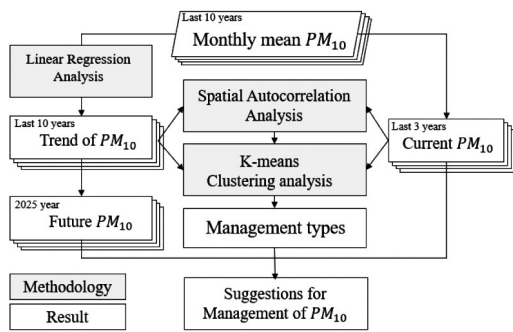 Last 10 years
Monthly mean PM₁₀
Linear Regression
Analysis
Spatial Autocorrelation
Analysis
Last 10 years
Trend of PM₁₀
Last 3 years
Current PM₁₀
K-means
Clustering analysis
2025 year
Future PM₁₀
Management types
Methodology
Result
Suggestions for
Management of PM₁₀